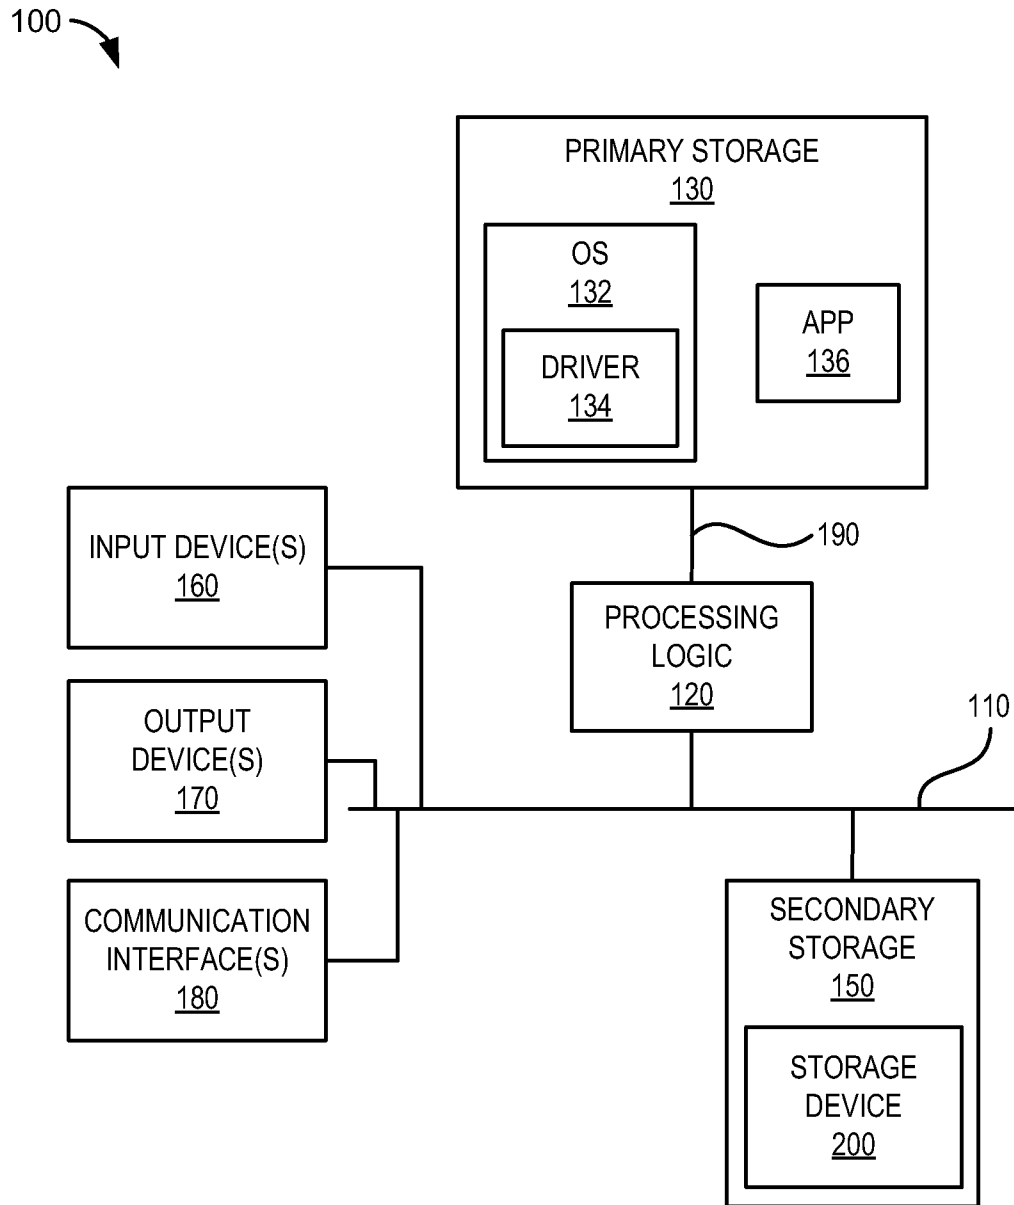 100
PRIMARY STORAGE
130
OS
132
DRIVER
134
APP
136
190
INPUT DEVICE(S)
160
PROCESSING
LOGIC
120
OUTPUT
DEVICE(S)
170
110
COMMUNICATION
INTERFACE(S)
180
SECONDARY
STORAGE
150
STORAGE
DEVICE
200